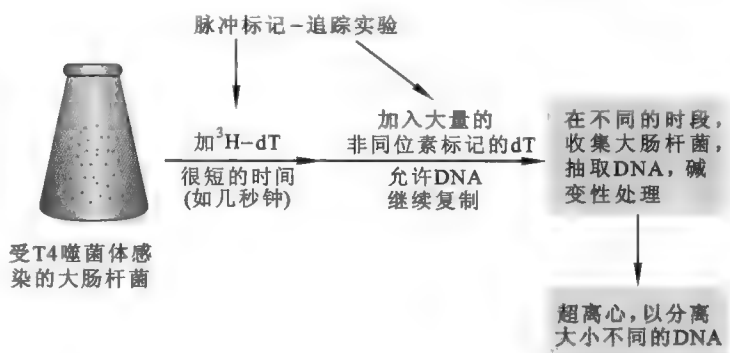 脉冲标记-追踪实验
加³H-dT
很短的时间
(如几秒钟)
加入大量的
非同位素标记的dT
允许DNA
继续复制
在不同的时段,
收集大肠杆菌,
抽取DNA, 碱
变性处理
受T4噬菌体感
染的大肠杆菌
超离心, 以分离
大小不同的DNA